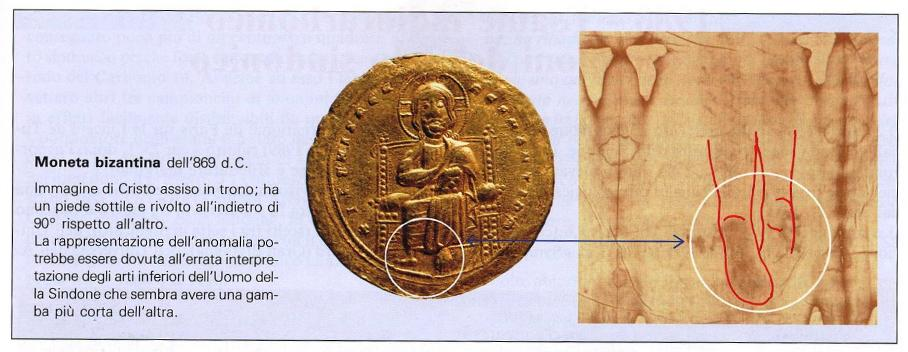 Moneta bizantina dell'869 d.C.
Immagine di Cristo assiso in trono; ha
un piede sottile e rivolto all'indietro di
90° rispetto all'altro.
La rappresentazione dell'anomalia po-
trebbe essere dovuta all'errata interpre-
tazione degli arti inferiori dell'Uomo del-
la Sindone che sembra avere una gam-
ba più corta dell'altra.